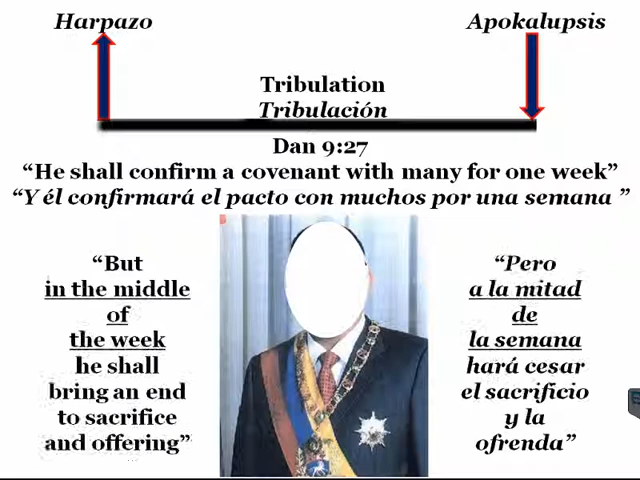 Harpazo
Apokalupsis
Tribulation
Tribulación
Dan 9:27
“He shall confirm a covenant with many for one week”
“Y él confirmará el pacto con muchos por una semana ”
“But
in the middle
of
the week
he shall
bring an end
to sacrifice
and offering”
“Pero
a la mitad
de
la semana
hará cesar
el sacrificio
y la
ofrenda”